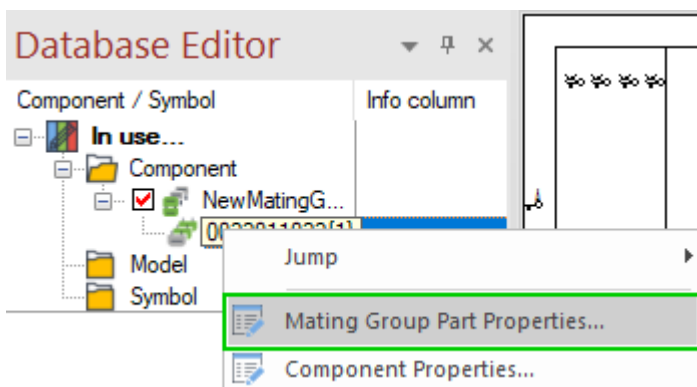 Database Editor
Component / Symbol Info column
In use...
Component
NewMatingG...
Jump
Model
Symbol
Mating Group Part Properties...
Component Properties...